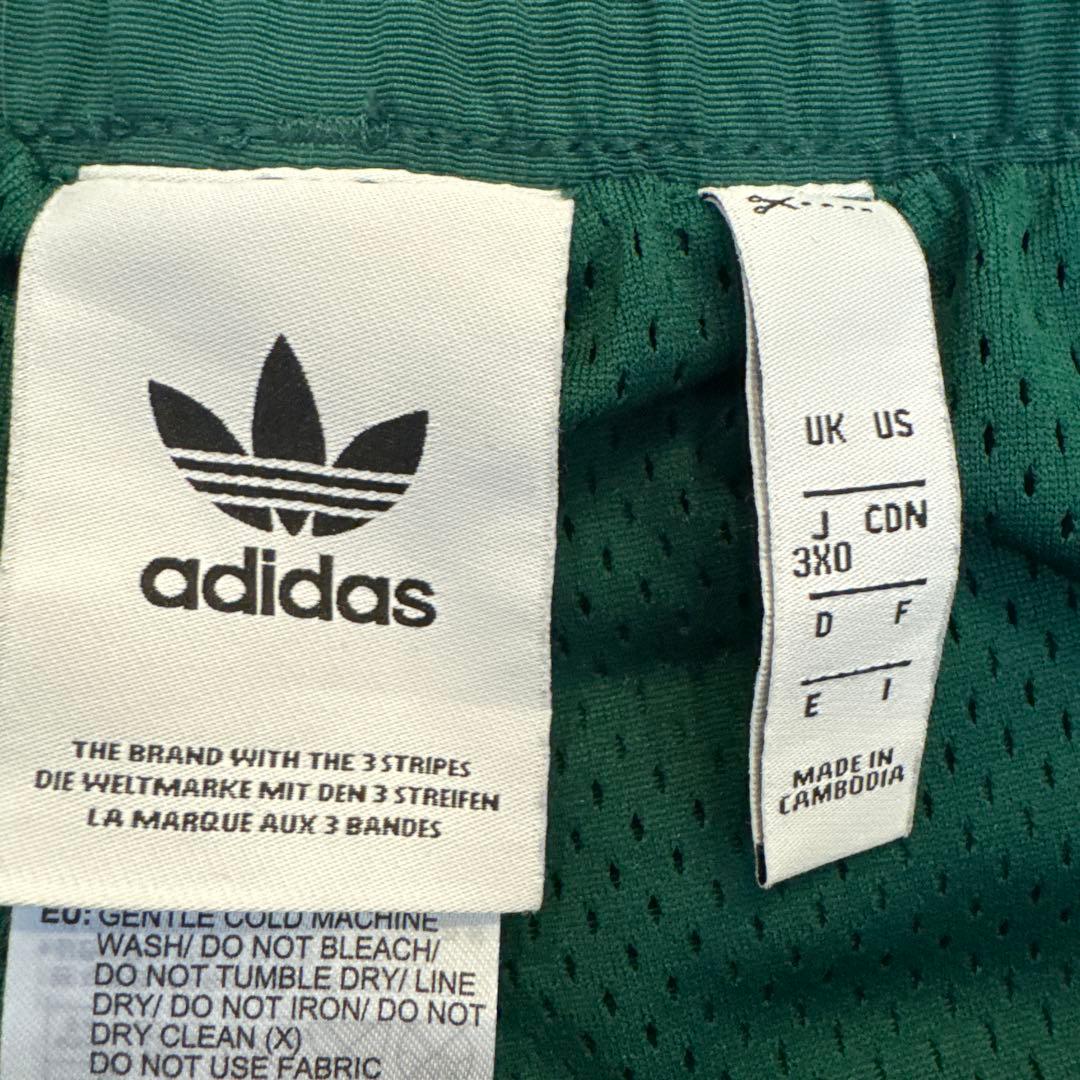 adidas
THE BRAND WITH THE 3 STRIPES
DIE WELTMARKE MIT DEN 3 STREIFEN
LA MARQUE AUX 3 BANDES
EU: GENTLE COLD MACHINE
WASH/ DO NOT BLEACH/
DO NOT TUMBLE DRY/ LINE
DRY/ DO NOT IRON/ DO NOT
DRY CLEAN (X)
DO NOT USE FABRIC
UK US
J CDN
3XO
D F
E I
MADE IN
CAMBODIA